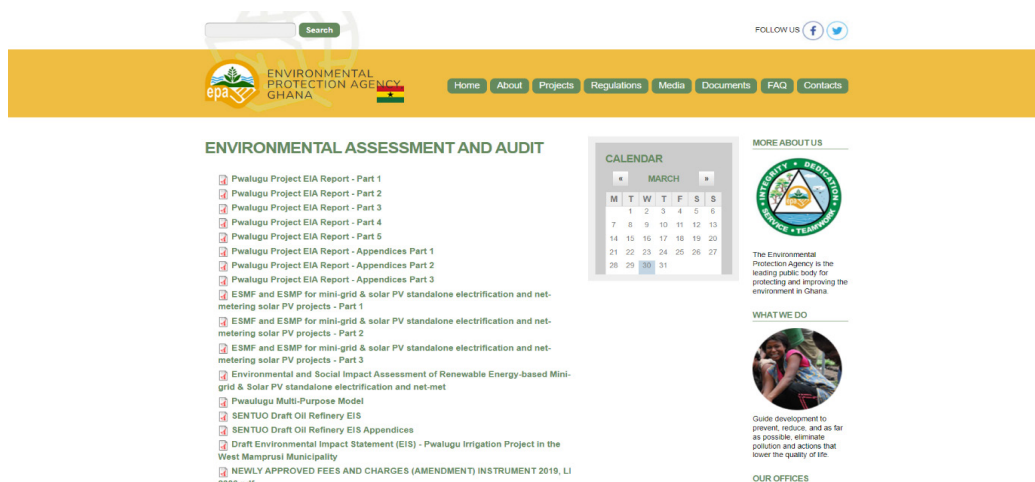 Search
FOLLOW US
ENVIRONMENTAL
PROTECTION AGENCY
GHANA
epa
Home About Projects Regulations Media Documents FAQ Contacts
ENVIRONMENTAL ASSESSMENT AND AUDIT
Pwalugu Project EIA Report - Part 1
Pwalugu Project EIA Report - Part 2
Pwalugu Project EIA Report - Part 3
Pwalugu Project EIA Report - Part 4
Pwalugu Project EIA Report - Part 5
Pwalugu Project EIA Report - Appendices Part 1
Pwalugu Project EIA Report - Appendices Part 2
Pwalugu Project EIA Report - Appendices Part 3
ESMF and ESMP for mini-grid & solar PV standalone electrification and net-
metering solar PV projects - Part 1
ESMF and ESMP for mini-grid & solar PV standalone electrification and net-
metering solar PV projects - Part 2
ESMF and ESMP for mini-grid & solar PV standalone electrification and net-
metering solar PV projects - Part 3
Environmental and Social Impact Assessment of Renewable Energy-based Mini-
grid & Solar PV standalone electrification and net-met
Pwaulugu Multi-Purpose Model
SENTUO Draft Oil Refinery EIS
SENTUO Draft Oil Refinery EIS Appendices
Draft Environmental Impact Statement (EIS) - Pwalugu Irrigation Project in the
West Mamprusi Municipality
NEWLY APPROVED FEES AND CHARGES (AMENDMENT) INSTRUMENT 2019, LI
CALENDAR
« MARCH »
M T W T F S S
1 2 3 4 5 6
7 8 9 10 11 12 13
14 15 16 17 18 19 20
21 22 23 24 25 26 27
28 29 30 31
MORE ABOUT US
INTEGRITY • DEDICATION • SERVICE • TEAMWORK
epa
The Environmental
Protection Agency is the
leading public body for
protecting and improving the
environment in Ghana.
WHAT WE DO
Guide development to
prevent, reduce, and as far
as possible, eliminate
pollution and actions that
lower the quality of life.
OUR OFFICES